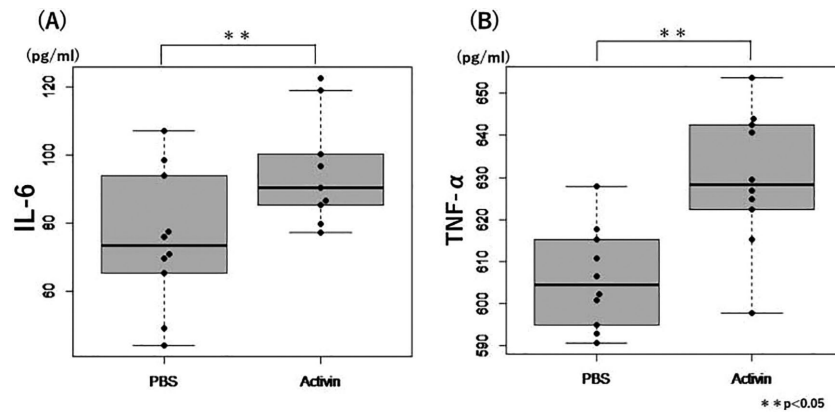 (A)
(pg/ml)
＊＊
IL-6
120
100
80
60
PBS Activin
(B)
(pg/ml)
＊＊
TNF-α
650
640
630
620
610
600
590
PBS Activin
＊＊p<0.05